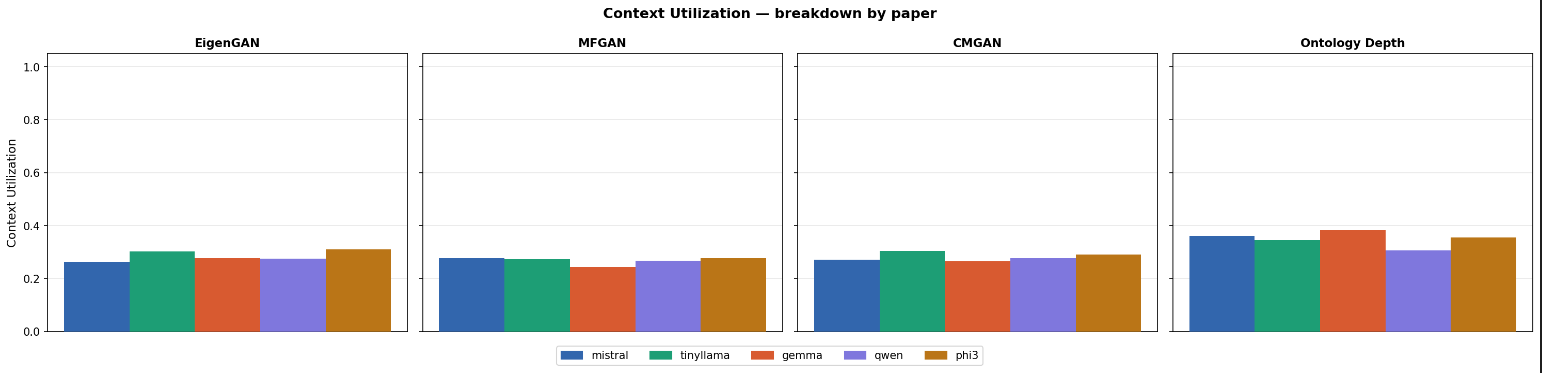 Context Utilization — breakdown by paper
EigenGAN
MFGAN
CMGAN
Ontology Depth
Context Utilization
1.0
0.8
0.6
0.4
0.2
0.0
mistral
tinyllama
gemma
qwen
phi3